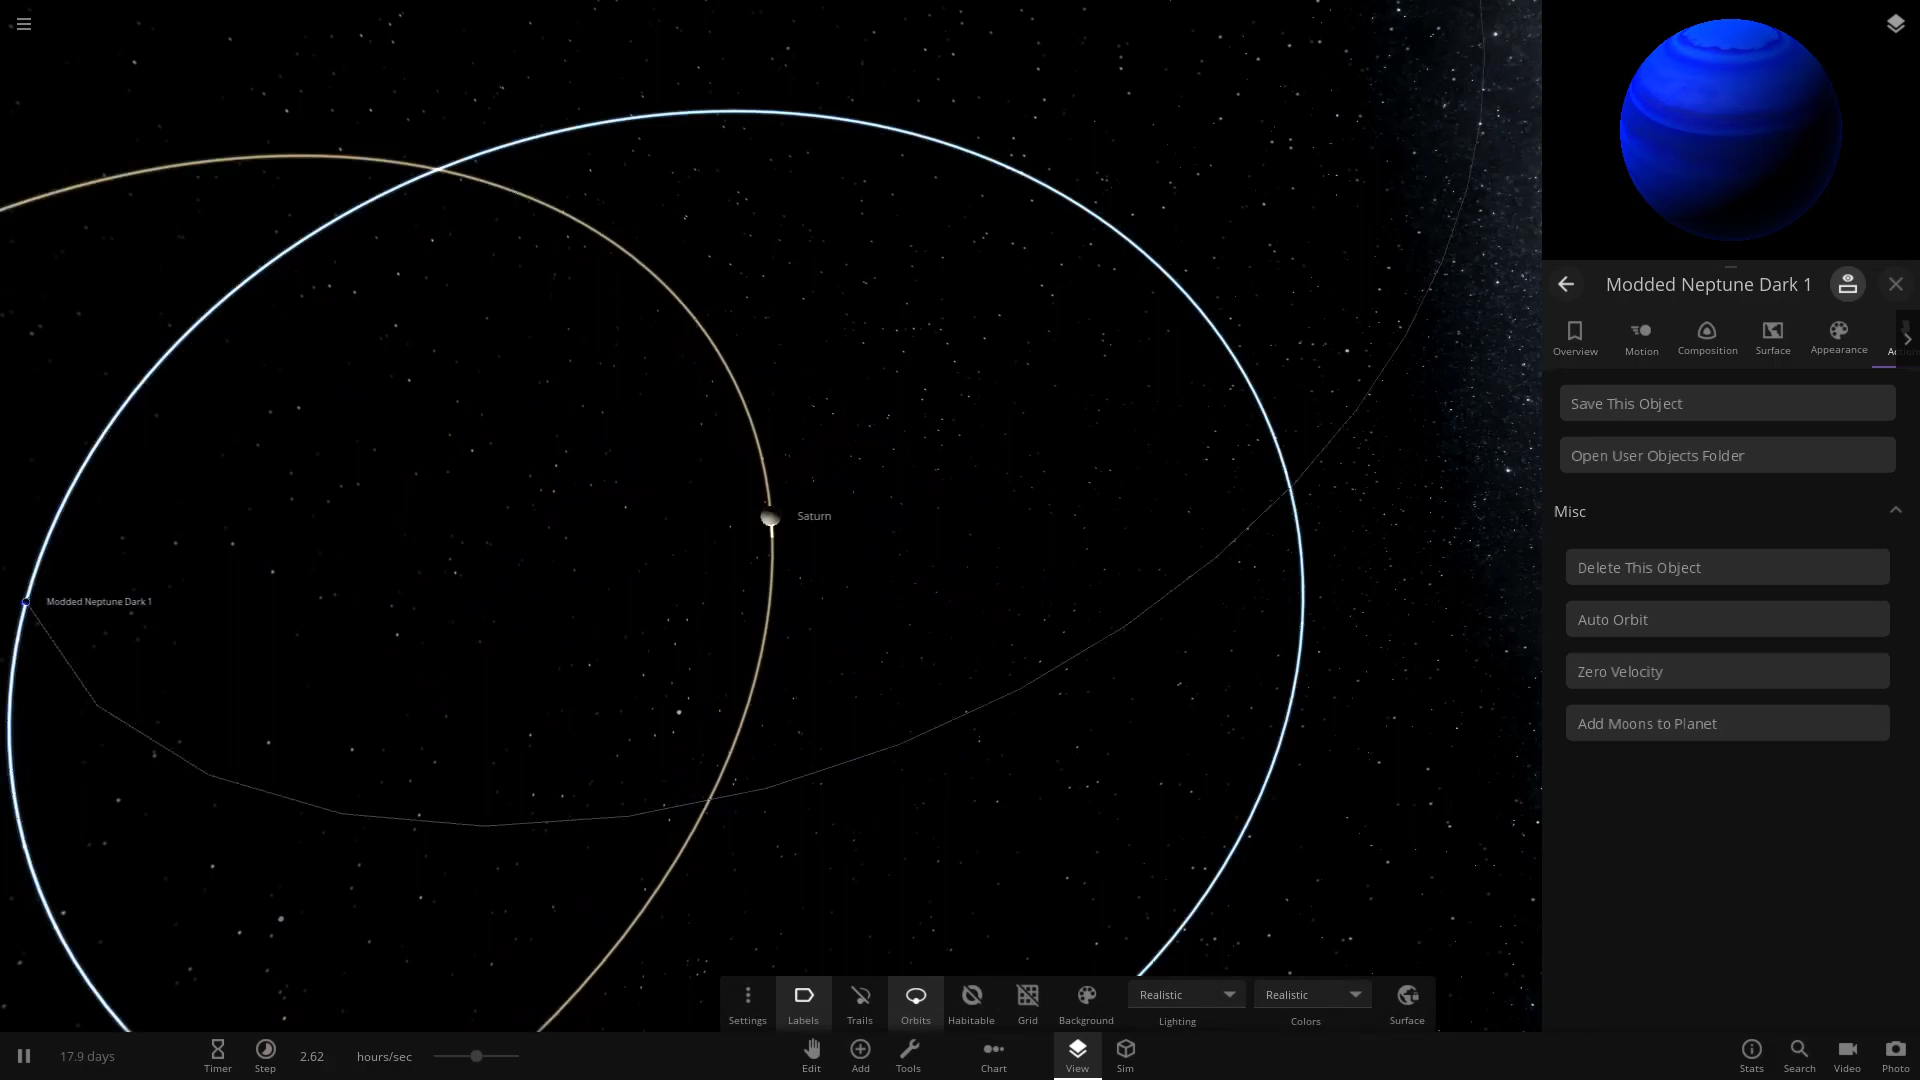 Modded Neptune Dark 1
Overview
Motion
Composition
Surface
Appearance
Save This Object
Open User Objects Folder
Misc
Delete This Object
Auto Orbit
Zero Velocity
Add Moons to Planet
Saturn
Modded Neptune Dark 1
Settings
Labels
Trails
Orbits
Habitable
Grid
Background
Realistic
Lighting
Realistic
Colors
Surface
17.9 days
Timer
Step
2.62
hours/sec
Edit
Add
Tools
Chart
View
Sim
Stats
Search
Video
Photo